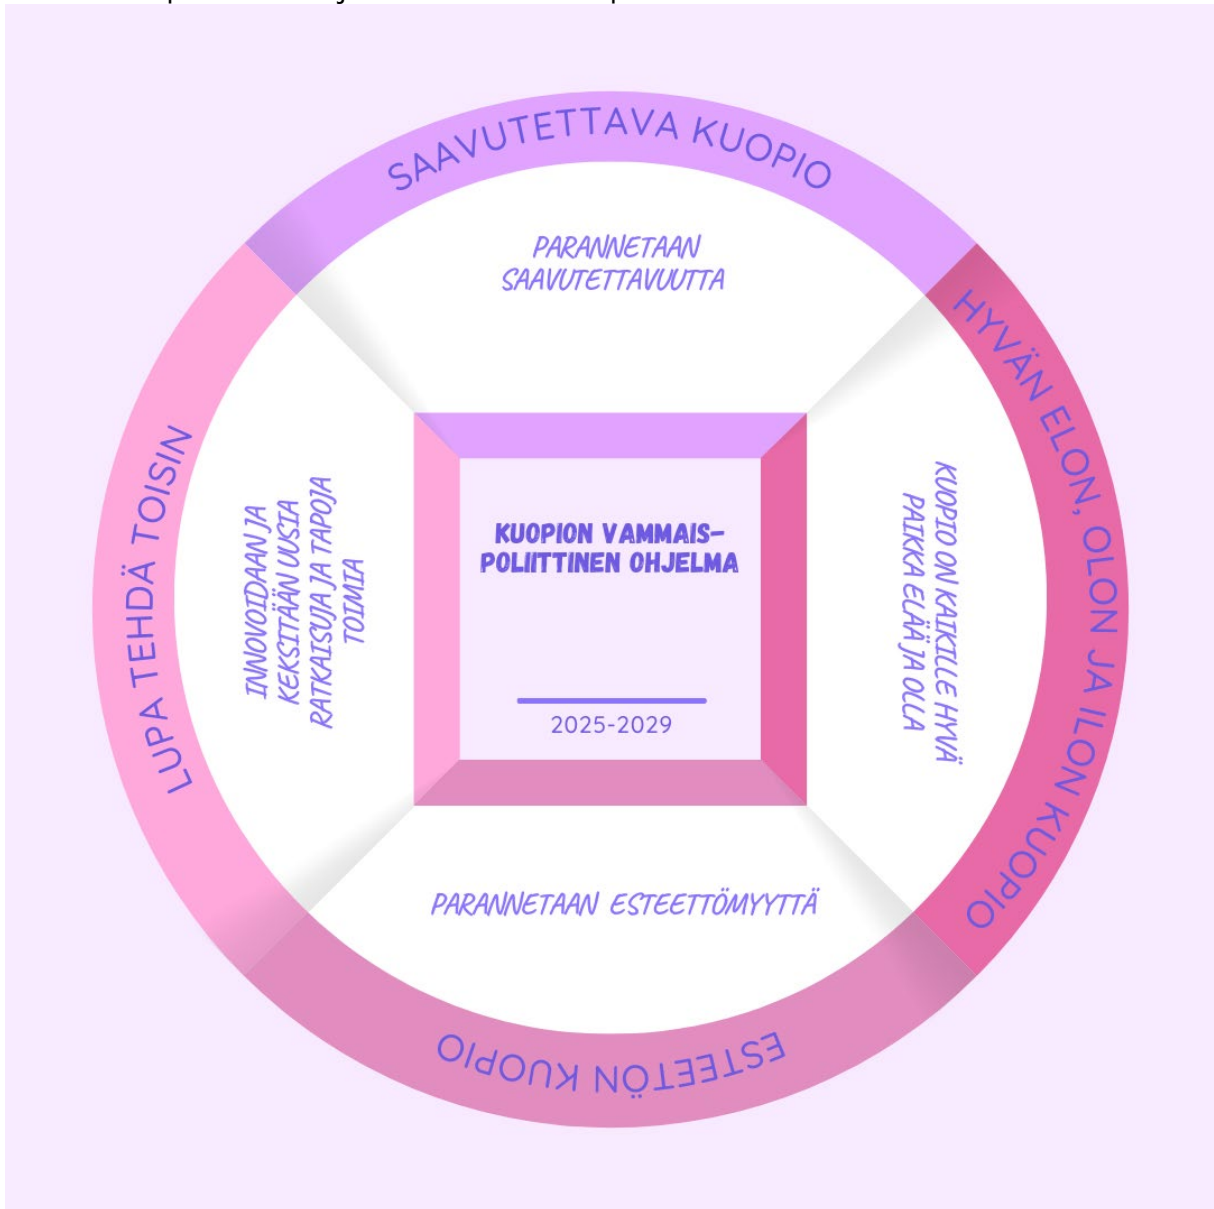 SAAVUTETTAVA KUOPIO
PARANNETAAN
SAAVUTETTAVUUTTA
HYVÄN ELON, OLON JA ILON KUOPIO
KUOPIO ON KAIKILLE HYVÄ
PAIKKA ELÄÄ JA OLLA
ESTEETÖN KUOPIO
PARANNETAAN ESTEETTÖMYYTTÄ
LUPA TEHDÄ TOISIN
INNOVOIDAAN JA
KEKSITÄÄN UUSIA
RATKAISUJA JA TAPOJA
TOIMIA
KUOPION VAMMAIS-
POLIITTINEN OHJELMA
2025-2029